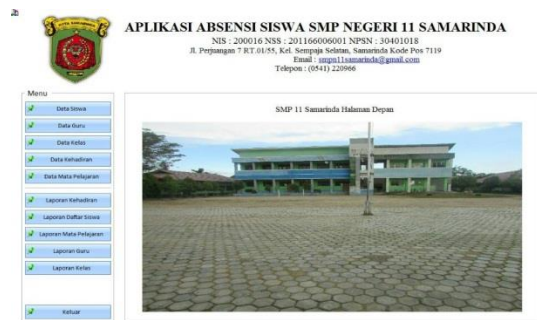 APLIKASI ABSENSI SISWA SMP NEGERI 11 SAMARINDA
NIS : 200016 NSS : 201166006001 NPSN : 30401018
Jl. Perjuangan 7 RT.01/55, Kel. Sempaja Selatan, Samarinda Kode Pos 7119
Email : smpn11samarinda@gmail.com
Telepon : (0541) 220966
Menu
Data Siswa
Data Guru
Data Kelas
Data Kehadiran
Data Mata Pelajaran
Laporan Kehadiran
Laporan Daftar Siswa
Laporan Mata Pelajaran
Laporan Guru
Laporan Kelas
Keluar
SMP 11 Samarinda Halaman Depan